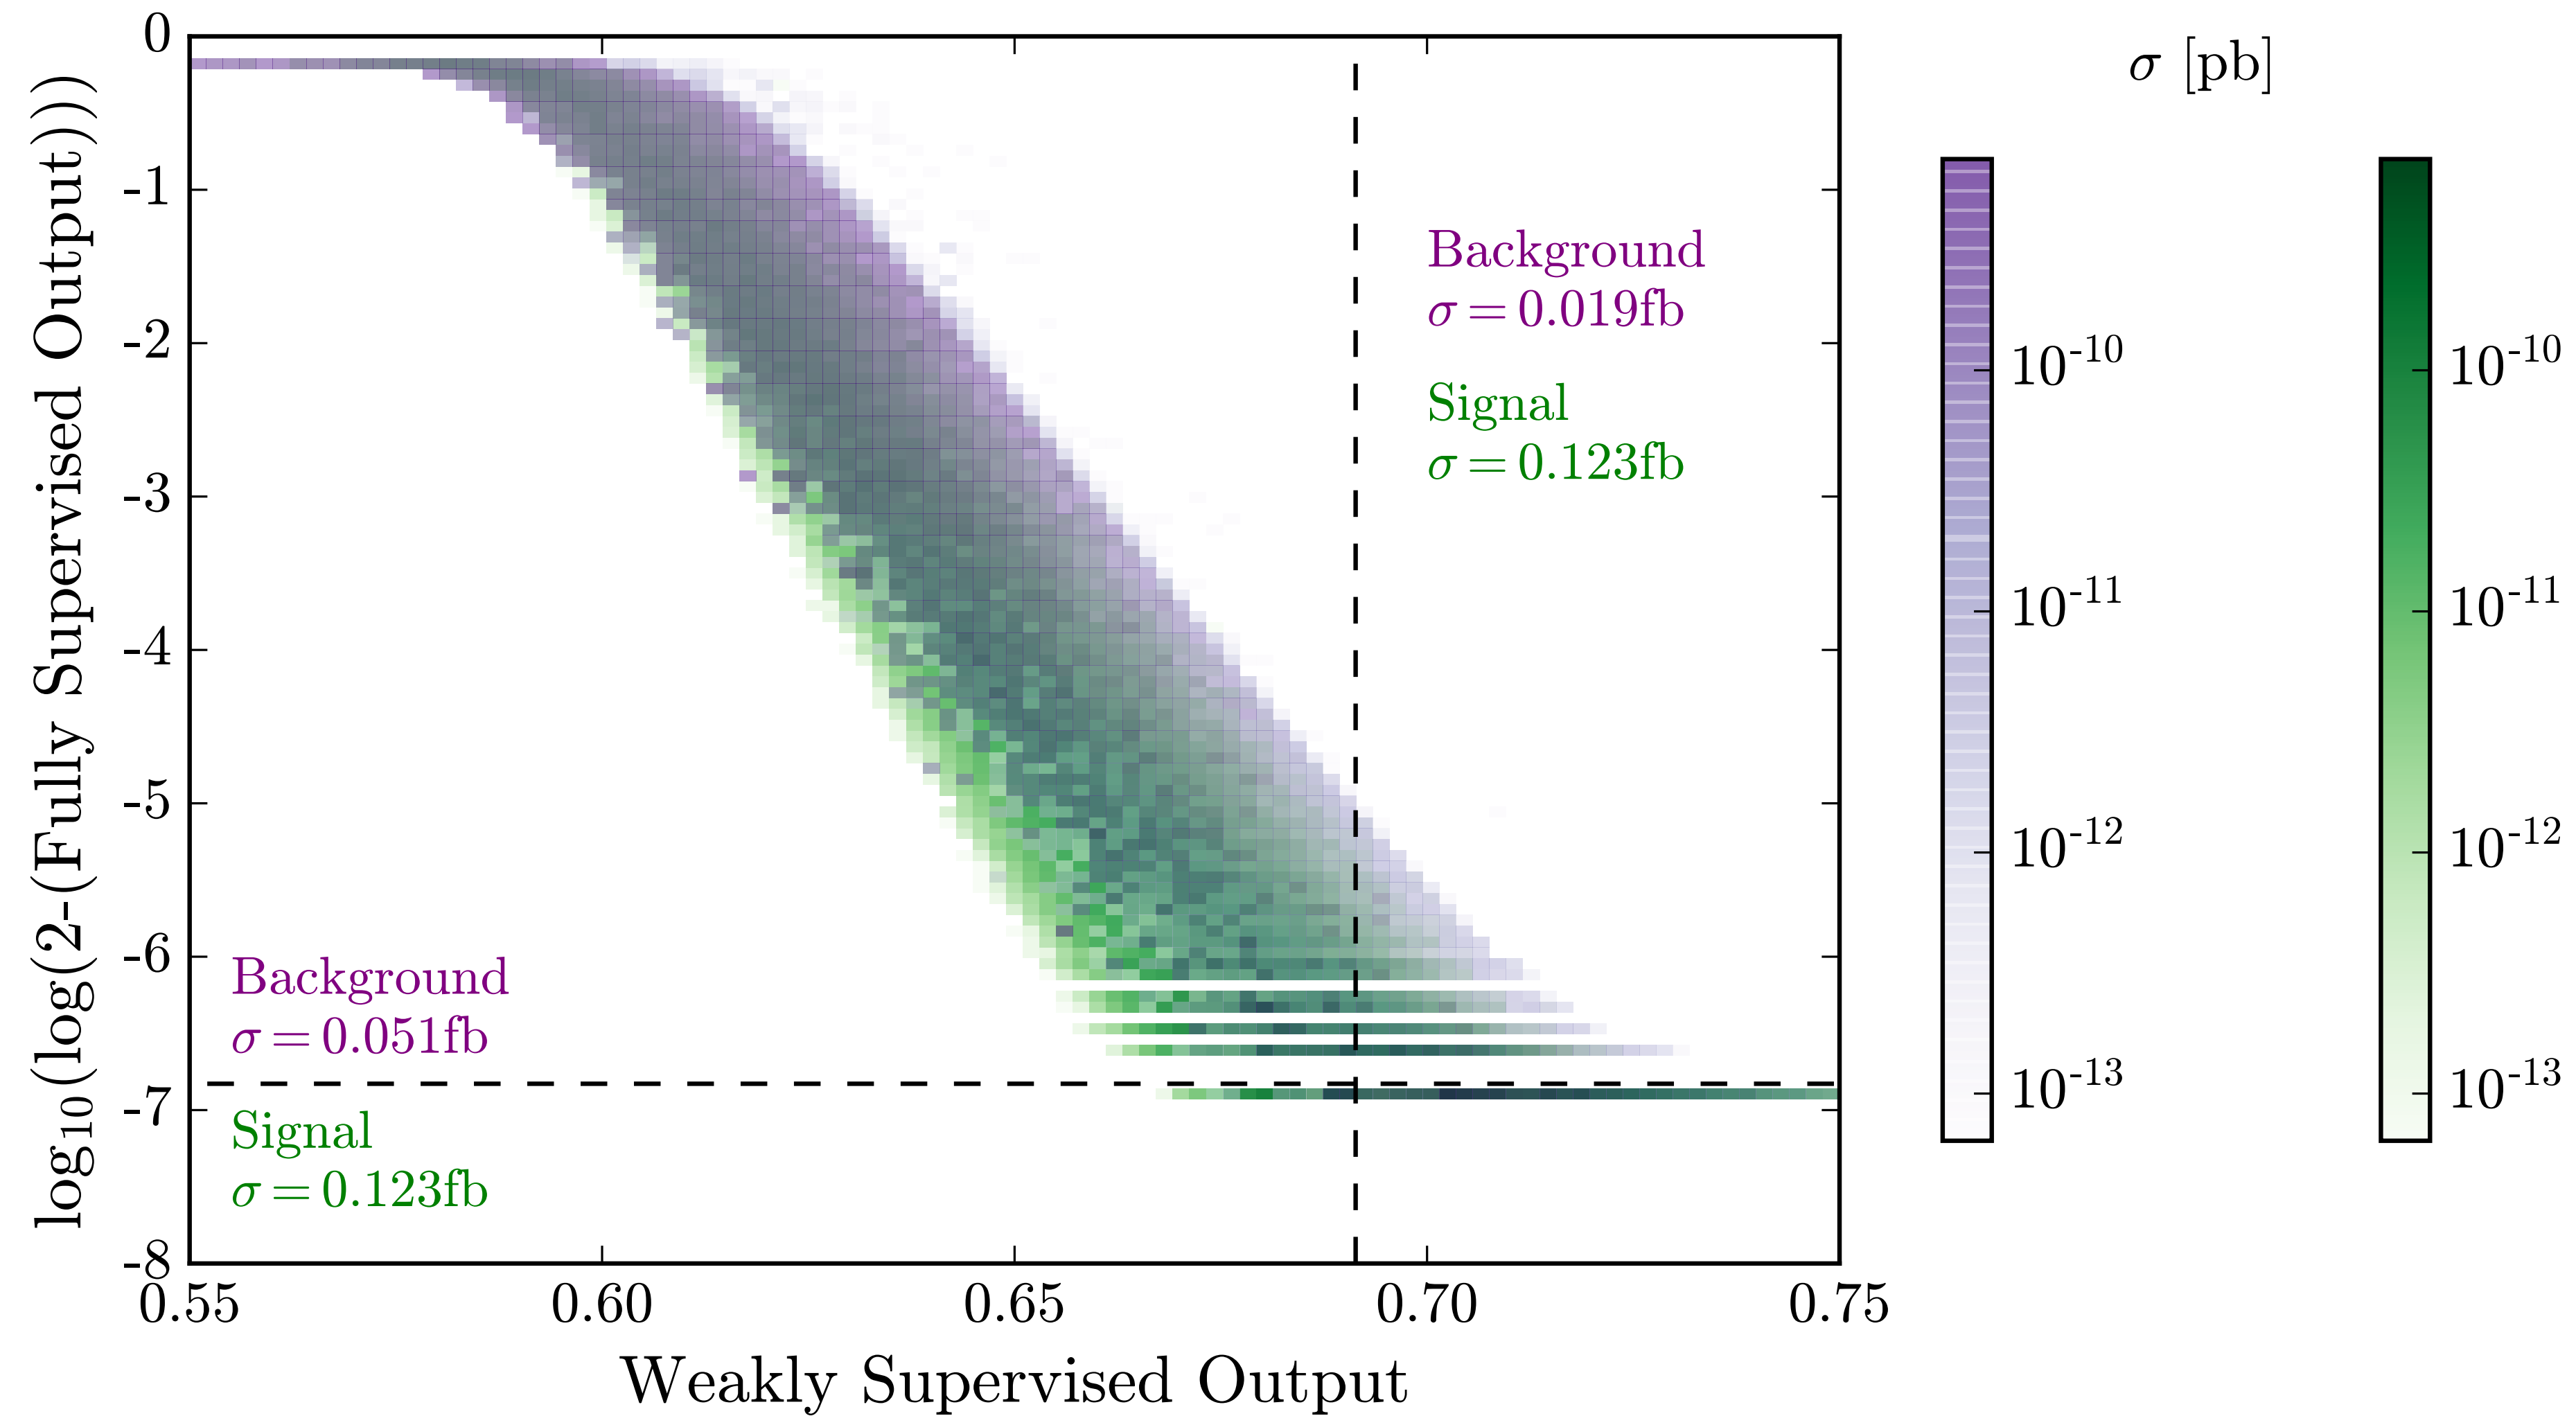 log₁₀(log(2-(Fully Supervised Output)))
0
-1
-2
-3
-4
-5
-6
-7
-8
0.55
0.60
0.65
0.70
0.75
Weakly Supervised Output
Background
σ = 0.019fb
Signal
σ = 0.123fb
Background
σ = 0.051fb
Signal
σ = 0.123fb
σ [pb]
10⁻¹⁰
10⁻¹¹
10⁻¹²
10⁻¹³
10⁻¹⁰
10⁻¹¹
10⁻¹²
10⁻¹³